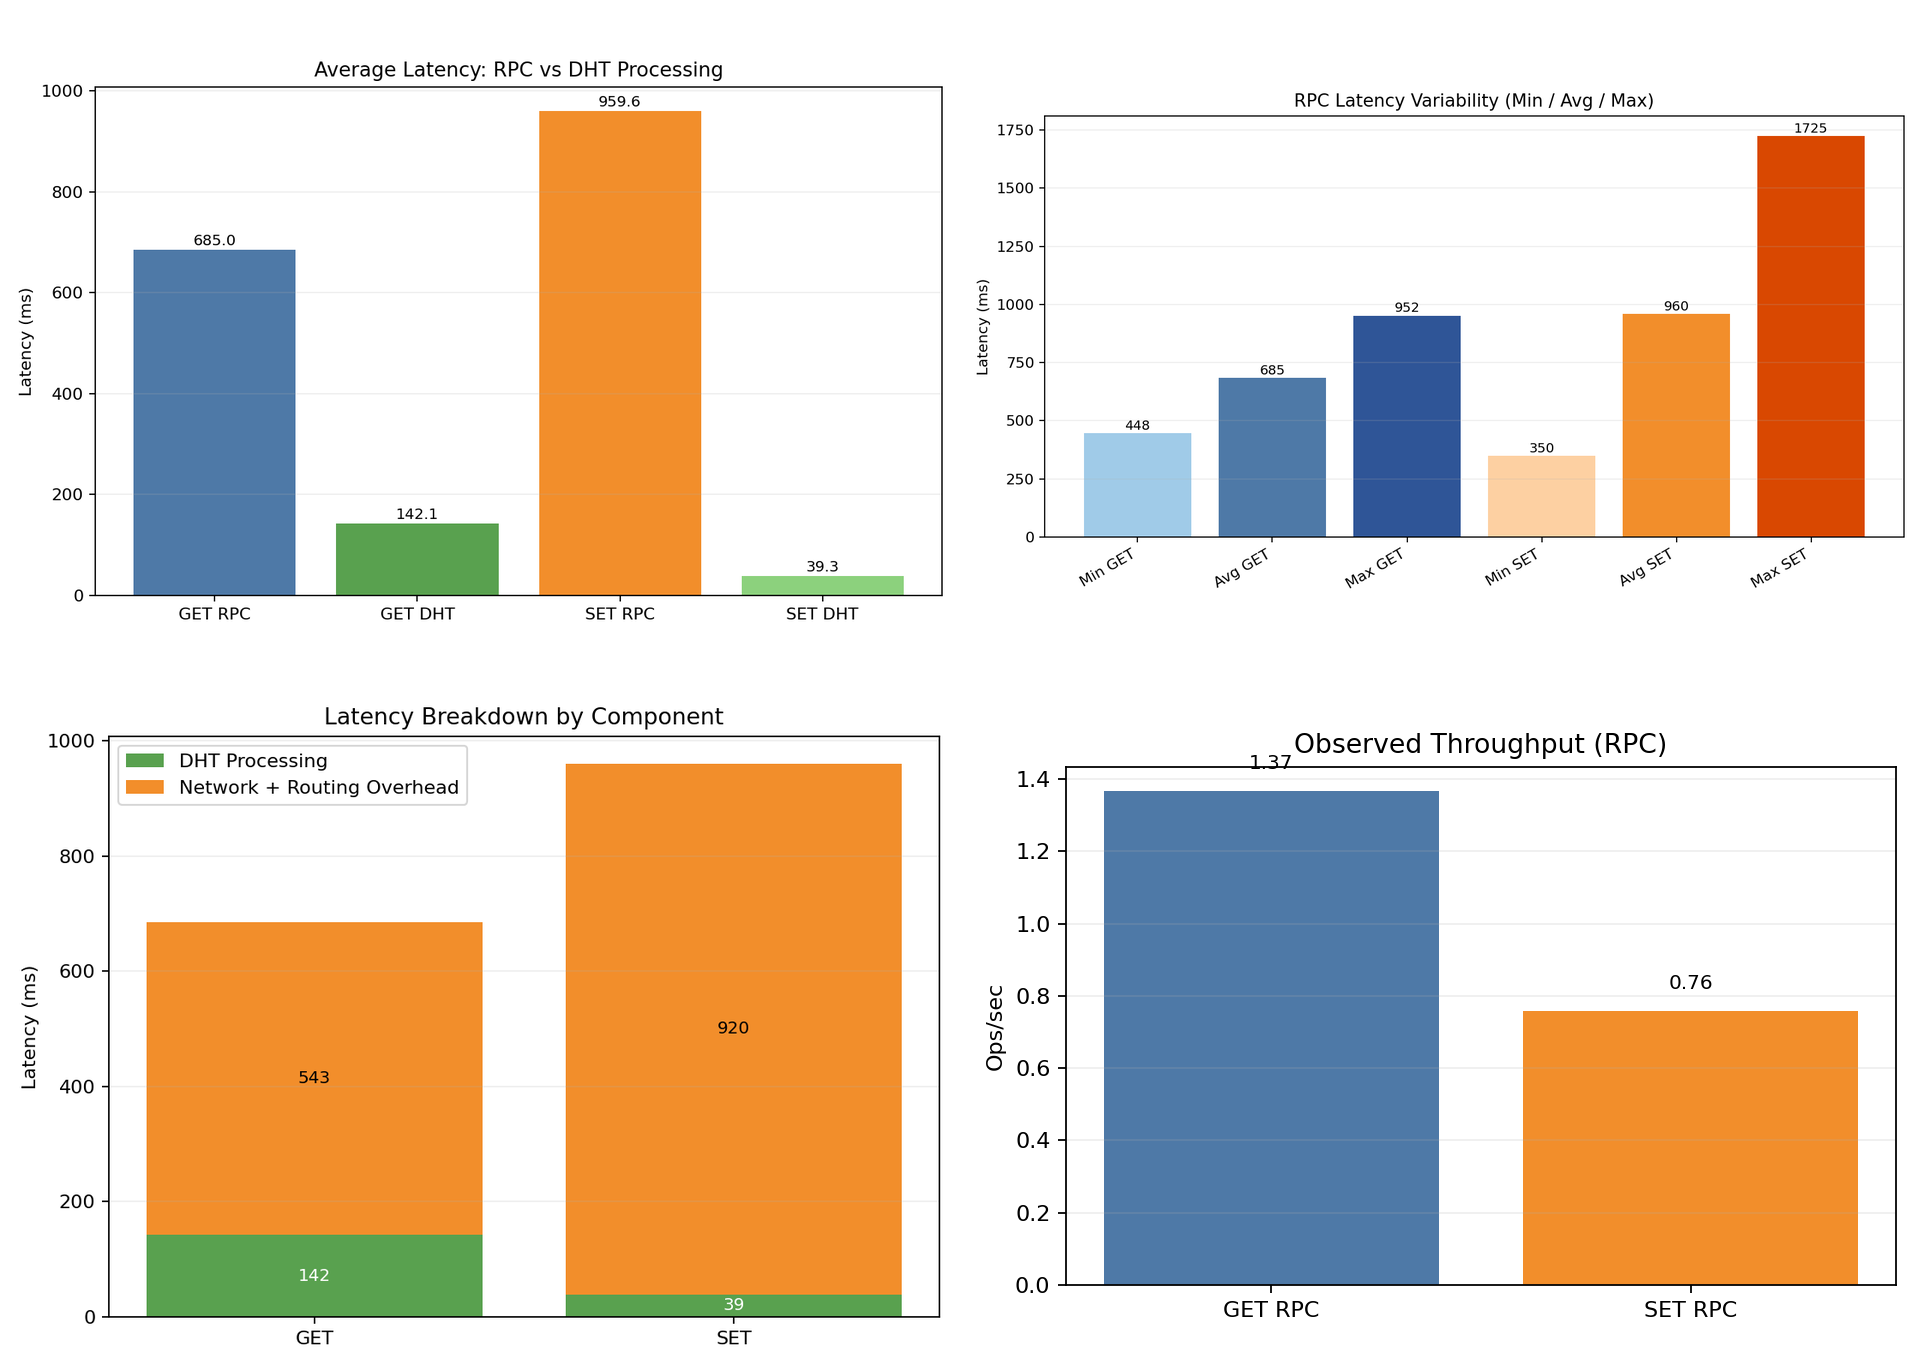 Average Latency: RPC vs DHT Processing
Latency (ms)
1000
800
600
400
200
0
685.0
142.1
959.6
39.3
GET RPC
GET DHT
SET RPC
SET DHT
RPC Latency Variability (Min / Avg / Max)
Latency (ms)
1750
1500
1250
1000
750
500
250
0
448
685
952
350
960
1725
Min GET
Avg GET
Max GET
Min SET
Avg SET
Max SET
Latency Breakdown by Component
DHT Processing
Network + Routing Overhead
Latency (ms)
1000
800
600
400
200
0
543
142
920
39
GET
SET
Observed Throughput (RPC)
Ops/sec
1.4
1.2
1.0
0.8
0.6
0.4
0.2
0.0
1.37
0.76
GET RPC
SET RPC